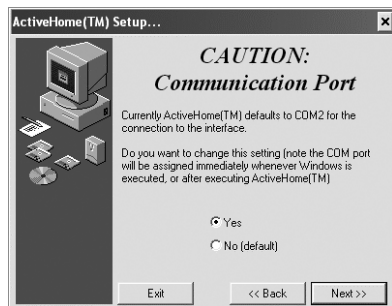 ActiveHome(TM) Setup...
CAUTION:
Communication Port
Currently ActiveHome(TM) defaults to COM2 for the
connection to the interface.
Do you want to change this setting (note the COM port
will be assigned immediately whenever Windows is
executed, or after executing ActiveHome(TM)
Yes
No (default)
Exit
<< Back
Next >>